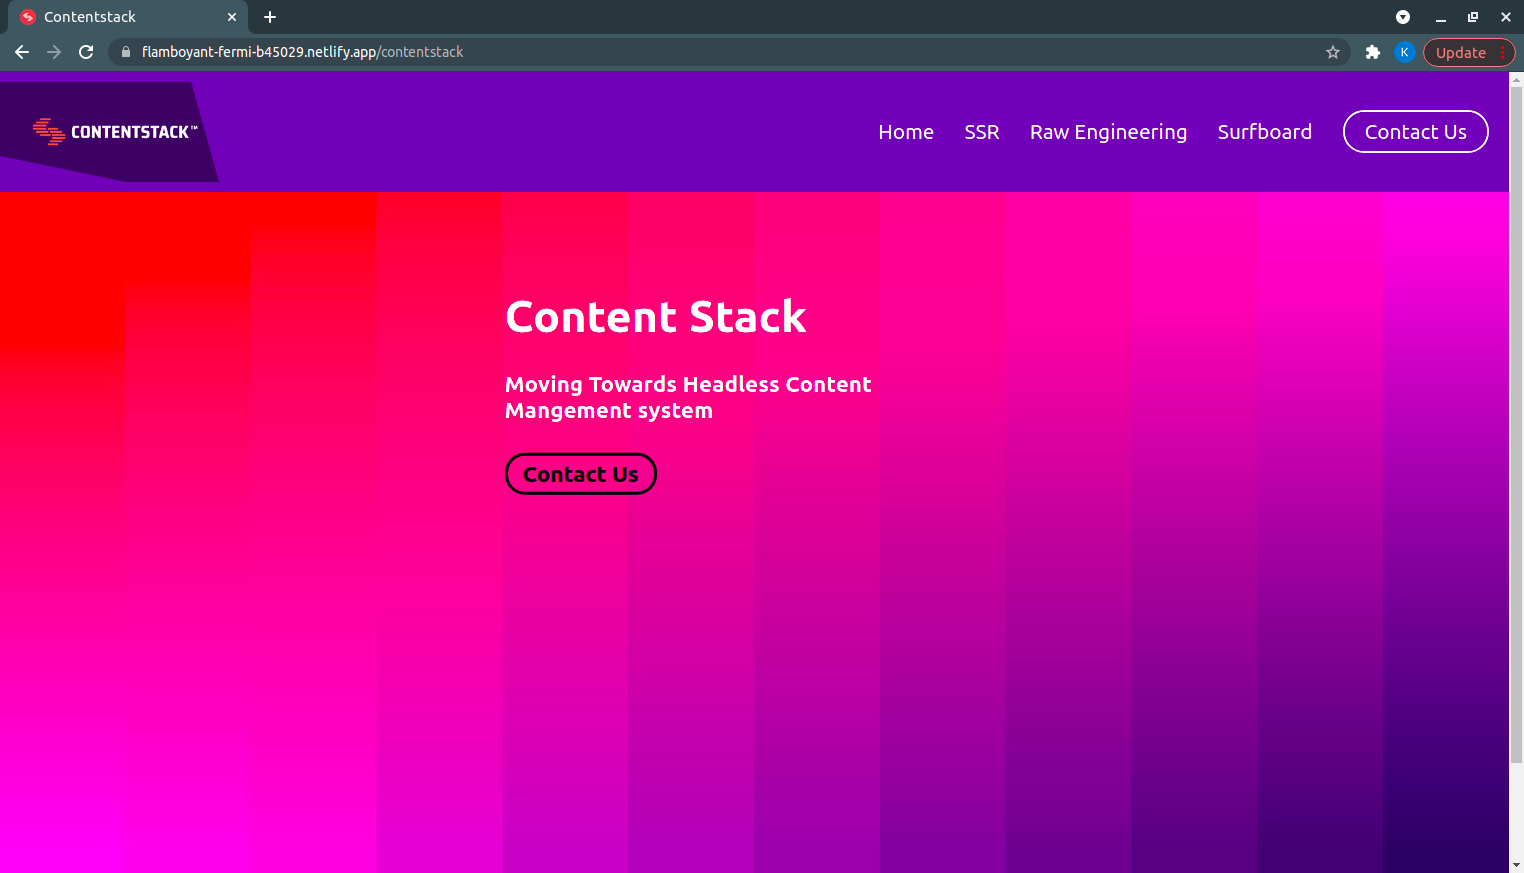 Contentstack
flamboyant-fermi-b45029.netlify.app/contentstack
K
Update
CONTENTSTACK™
Home
SSR
Raw Engineering
Surfboard
Contact Us
Content Stack
Moving Towards Headless Content
Mangement system
Contact Us